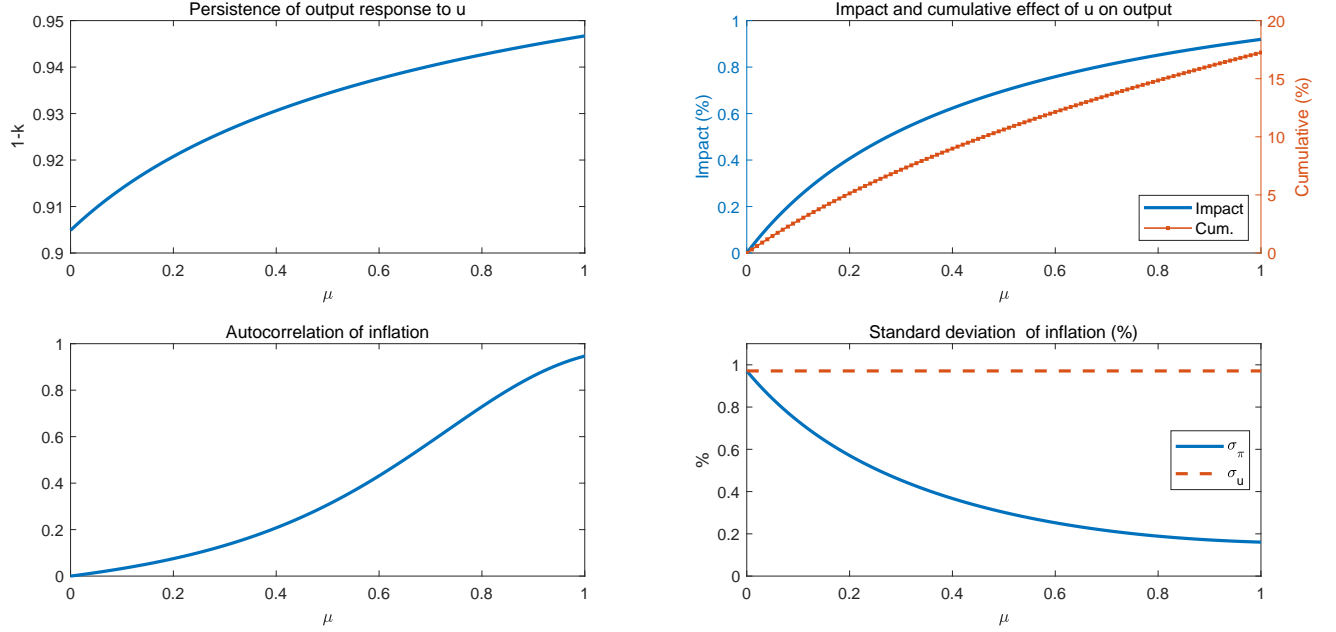 Persistence of output response to u
0.95
0.94
0.93
0.92
0.91
0.9
1-k
0 0.2 0.4 0.6 0.8 1
μ
Impact and cumulative effect of u on output
1
0.8
0.6
0.4
0.2
0
Impact (%)
20
15
10
5
0
Cumulative (%)
Impact
Cum.
0 0.2 0.4 0.6 0.8 1
μ
Autocorrelation of inflation
1
0.8
0.6
0.4
0.2
0
0 0.2 0.4 0.6 0.8 1
μ
Standard deviation of inflation (%)
1
0.8
0.6
0.4
0.2
0
%
σ_π
σ_u
0 0.2 0.4 0.6 0.8 1
μ